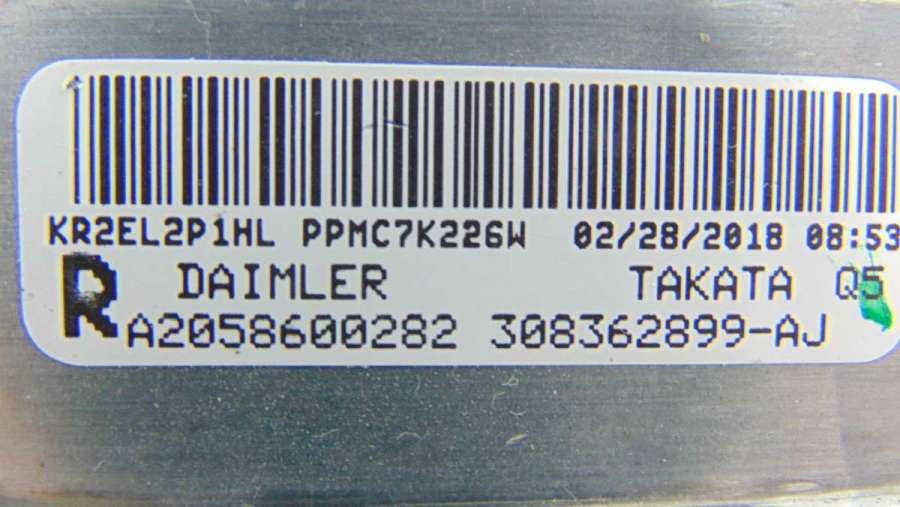 KR2EL2P1HL PPMC7K226W 02/28/2018 08:53
R DAIMLER TAKATA Q5
A2058600282 308362899-AJ